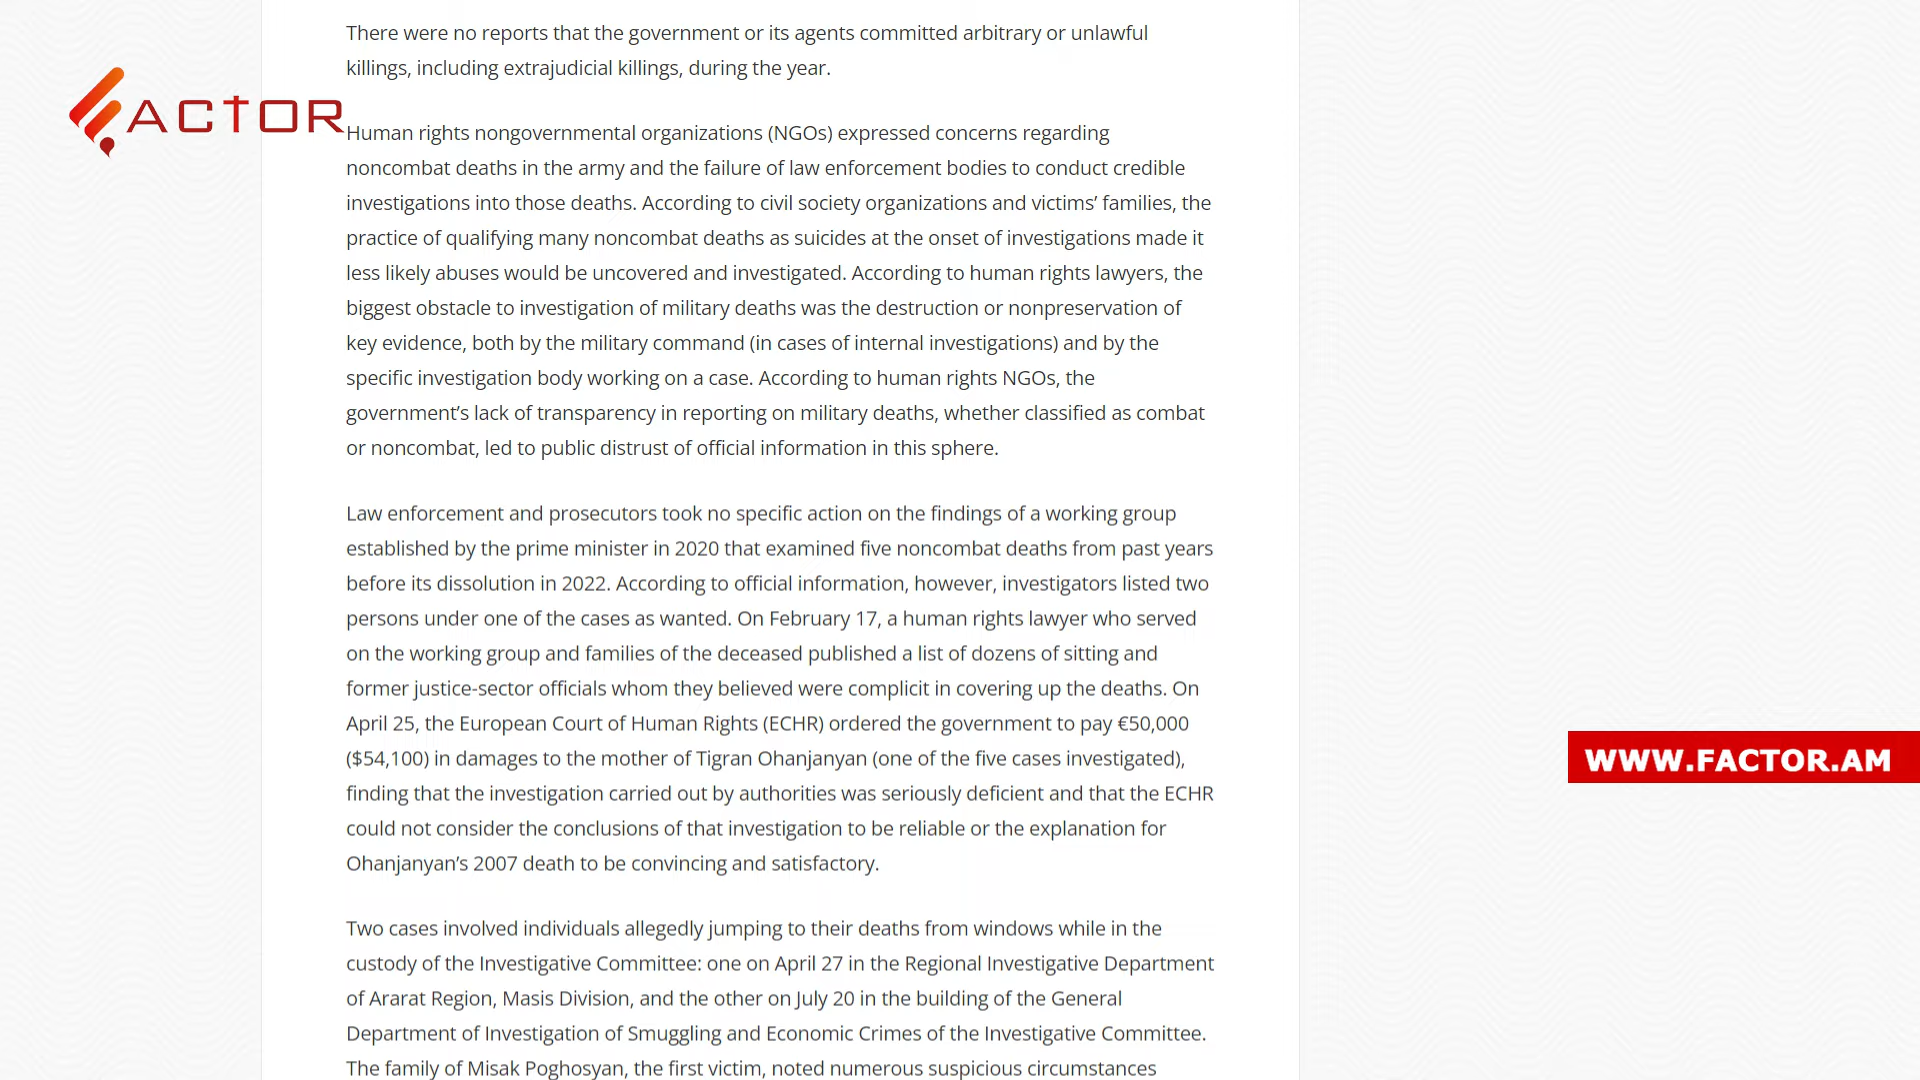 There were no reports that the government or its agents committed arbitrary or unlawful
killings, including extrajudicial killings, during the year.
ACTOR
Human rights nongovernmental organizations (NGOs) expressed concerns regarding
noncombat deaths in the army and the failure of law enforcement bodies to conduct credible
investigations into those deaths. According to civil society organizations and victims’ families, the
practice of qualifying many noncombat deaths as suicides at the onset of investigations made it
less likely abuses would be uncovered and investigated. According to human rights lawyers, the
biggest obstacle to investigation of military deaths was the destruction or nonpreservation of
key evidence, both by the military command (in cases of internal investigations) and by the
specific investigation body working on a case. According to human rights NGOs, the
government’s lack of transparency in reporting on military deaths, whether classified as combat
or noncombat, led to public distrust of official information in this sphere.
Law enforcement and prosecutors took no specific action on the findings of a working group
established by the prime minister in 2020 that examined five noncombat deaths from past years
before its dissolution in 2022. According to official information, however, investigators listed two
persons under one of the cases as wanted. On February 17, a human rights lawyer who served
on the working group and families of the deceased published a list of dozens of sitting and
former justice-sector officials whom they believed were complicit in covering up the deaths. On
April 25, the European Court of Human Rights (ECHR) ordered the government to pay €50,000
($54,100) in damages to the mother of Tigran Ohanjanyan (one of the five cases investigated),
finding that the investigation carried out by authorities was seriously deficient and that the ECHR
could not consider the conclusions of that investigation to be reliable or the explanation for
Ohanjanyan’s 2007 death to be convincing and satisfactory.
WWW.FACTOR.AM
Two cases involved individuals allegedly jumping to their deaths from windows while in the
custody of the Investigative Committee: one on April 27 in the Regional Investigative Department
of Ararat Region, Masis Division, and the other on July 20 in the building of the General
Department of Investigation of Smuggling and Economic Crimes of the Investigative Committee.
The family of Misak Poghosyan, the first victim, noted numerous suspicious circumstances